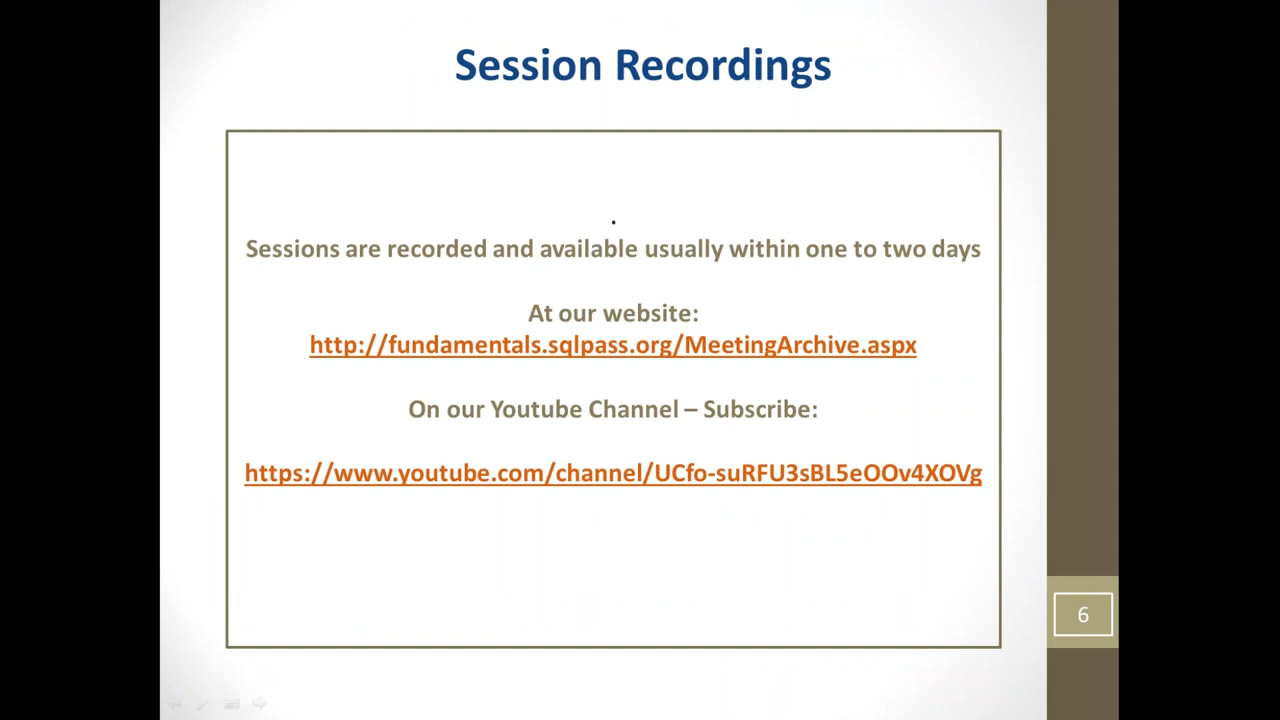 Session Recordings
.
Sessions are recorded and available usually within one to two days
At our website:
http://fundamentals.sqlpass.org/MeetingArchive.aspx
On our Youtube Channel – Subscribe:
https://www.youtube.com/channel/UCfo-suRFU3sBL5eOOv4XOVg
6